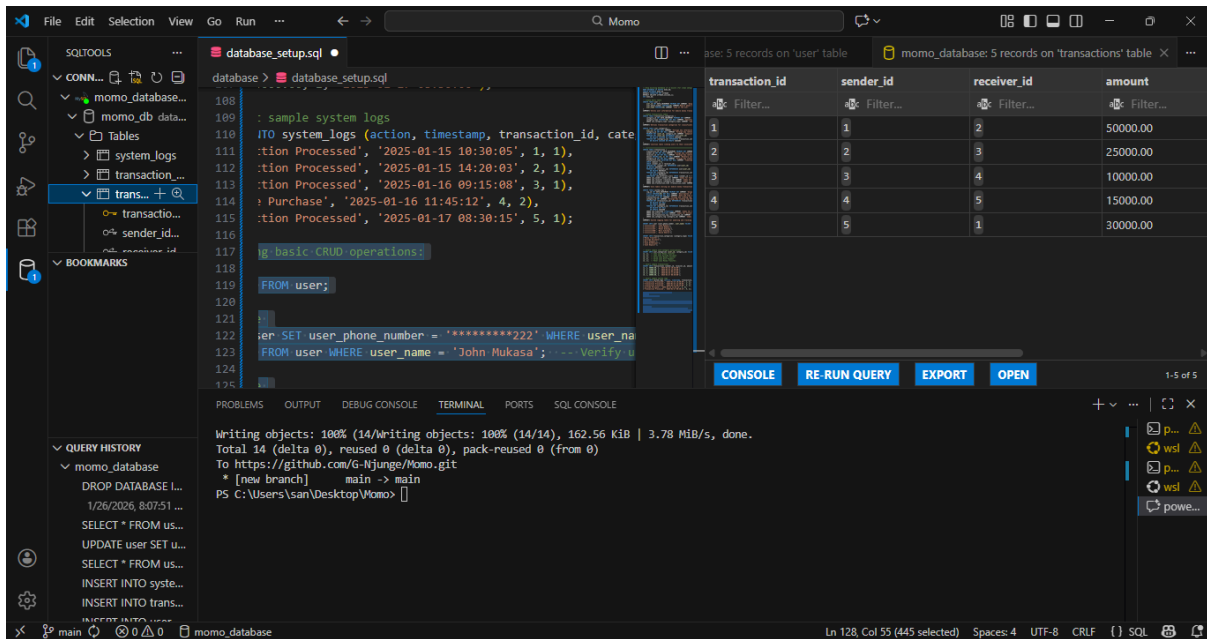 File Edit Selection View Go Run ··· ← → Momo
SQLTOOLS ···
CONN...
momo_database...
momo_db data...
Tables
system_logs
transaction_...
trans...
transactio...
sender_id...
receiver_id
BOOKMARKS
QUERY HISTORY
momo_database
DROP DATABASE I...
1/26/2026, 8:07:51 ...
SELECT * FROM us...
UPDATE user SET u...
SELECT * FROM us...
INSERT INTO syste...
INSERT INTO trans...
INSERT INTO user
database_setup.sql ●
database > database_setup.sql
108
109 : sample system logs
110 ITO system_logs (action, timestamp, transaction_id, cate
111 :tion Processed', '2025-01-15 10:30:05', 1, 1),
112 :tion Processed', '2025-01-15 14:20:03', 2, 1),
113 :tion Processed', '2025-01-16 09:15:08', 3, 1),
114 : Purchase', '2025-01-16 11:45:12', 4, 2),
115 :tion Processed', '2025-01-17 08:30:15', 5, 1);
116
117 ng basic CRUD operations:
118
119 FROM user;
120
121
122 ser SET user_phone_number = '*********222' WHERE user_na
123 FROM user WHERE user_name = 'John Mukasa'; -- Verify u
124
125
ase: 5 records on 'user' table
momo_database: 5 records on 'transactions' table × ···
transaction_id sender_id receiver_id amount
Filter... Filter... Filter... Filter...
1 1 2 50000.00
2 2 3 25000.00
3 3 4 10000.00
4 4 5 15000.00
5 5 1 30000.00
CONSOLE RE-RUN QUERY EXPORT OPEN 1-5 of 5
PROBLEMS OUTPUT DEBUG CONSOLE TERMINAL PORTS SQL CONSOLE
Writing objects: 100% (14/Writing objects: 100% (14/14), 162.56 KiB | 3.78 MiB/s, done.
Total 14 (delta 0), reused 0 (delta 0), pack-reused 0 (from 0)
To https://github.com/G-Njunge/Momo.git
* [new branch] main -> main
PS C:\Users\san\Desktop\Momo>
p...
wsl
p...
wsl
powe...
main 0 0 momo_database
Ln 128, Col 55 (445 selected) Spaces: 4 UTF-8 CRLF {} SQL